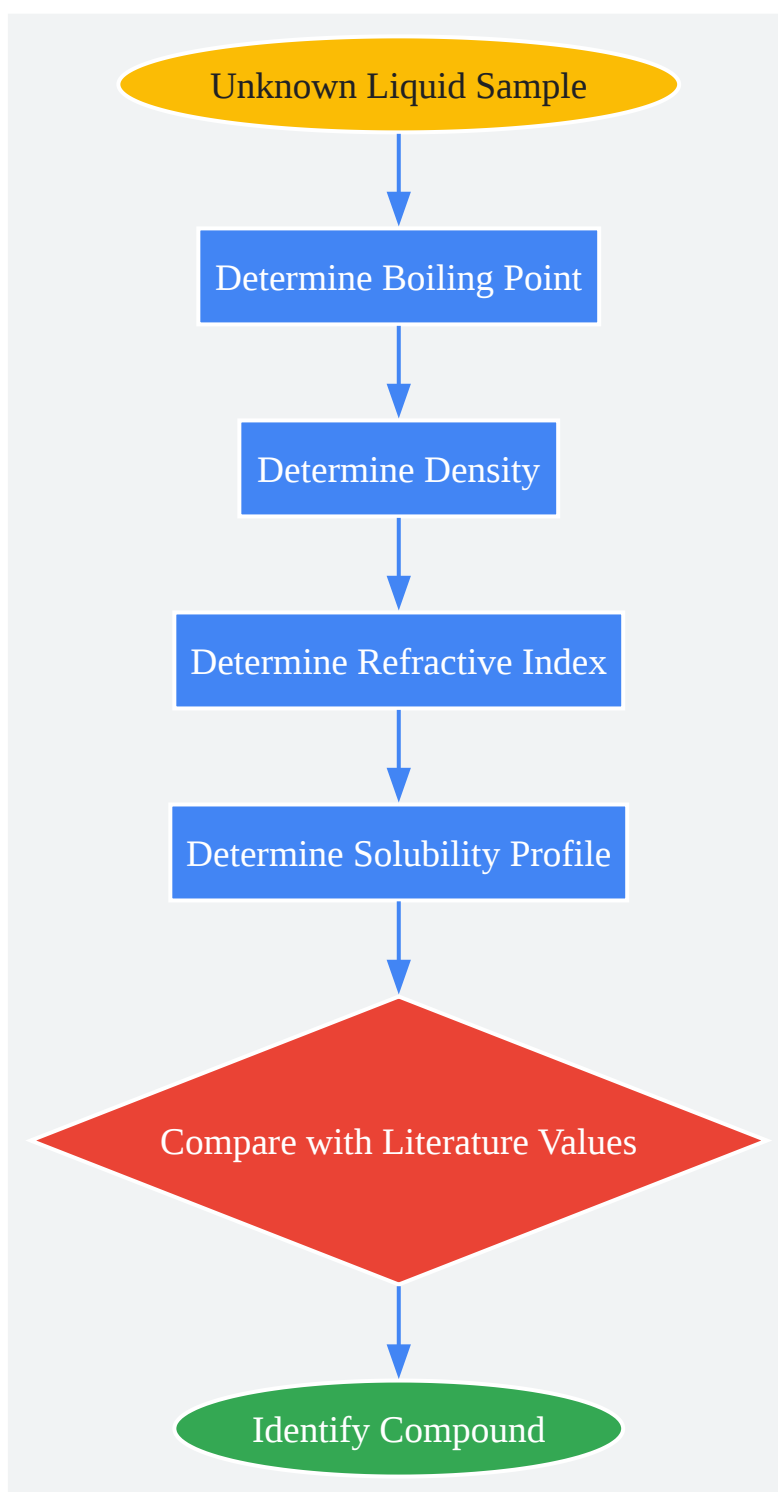 Unknown Liquid Sample
Determine Boiling Point
Determine Density
Determine Refractive Index
Determine Solubility Profile
Compare with Literature Values
Identify Compound